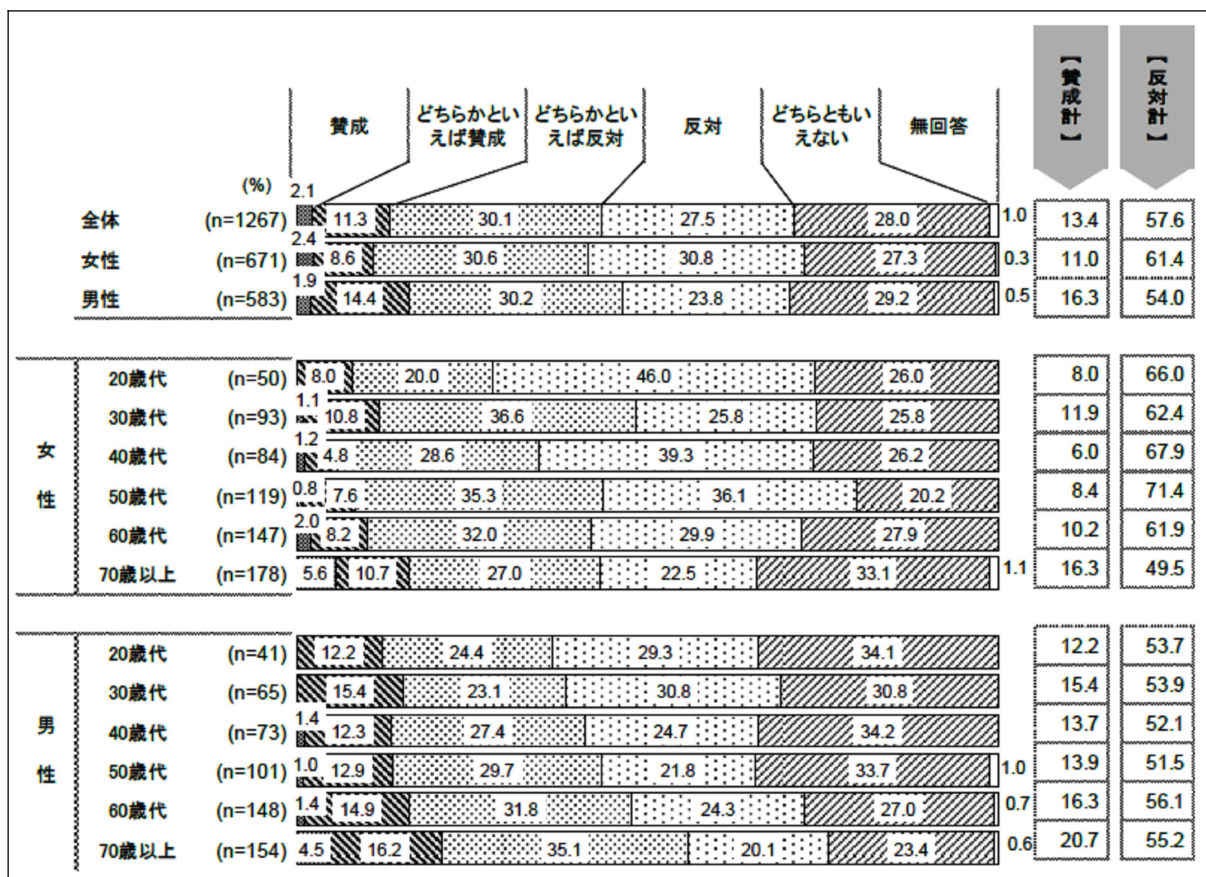 【賛成計】 【反対計】
賛成 どちらかといえば賛成 どちらかといえば反対 反対 どちらともいえない 無回答
(%)
全体 (n=1267) 2.1 11.3 30.1 27.5 28.0 1.0 13.4 57.6
女性 (n=671) 2.4 8.6 30.6 30.8 27.3 0.3 11.0 61.4
男性 (n=583) 1.9 14.4 30.2 23.8 29.2 0.5 16.3 54.0
女性
20歳代 (n=50) 8.0 20.0 46.0 26.0 8.0 66.0
30歳代 (n=93) 1.1 10.8 36.6 25.8 25.8 11.9 62.4
40歳代 (n=84) 1.2 4.8 28.6 39.3 26.2 6.0 67.9
50歳代 (n=119) 0.8 7.6 35.3 36.1 20.2 8.4 71.4
60歳代 (n=147) 2.0 8.2 32.0 29.9 27.9 10.2 61.9
70歳以上 (n=178) 5.6 10.7 27.0 22.5 33.1 1.1 16.3 49.5
男性
20歳代 (n=41) 12.2 24.4 29.3 34.1 12.2 53.7
30歳代 (n=65) 15.4 23.1 30.8 30.8 15.4 53.9
40歳代 (n=73) 1.4 12.3 27.4 24.7 34.2 13.7 52.1
50歳代 (n=101) 1.0 12.9 29.7 21.8 33.7 1.0 13.9 51.5
60歳代 (n=148) 1.4 14.9 31.8 24.3 27.0 0.7 16.3 56.1
70歳以上 (n=154) 4.5 16.2 35.1 20.1 23.4 0.6 20.7 55.2